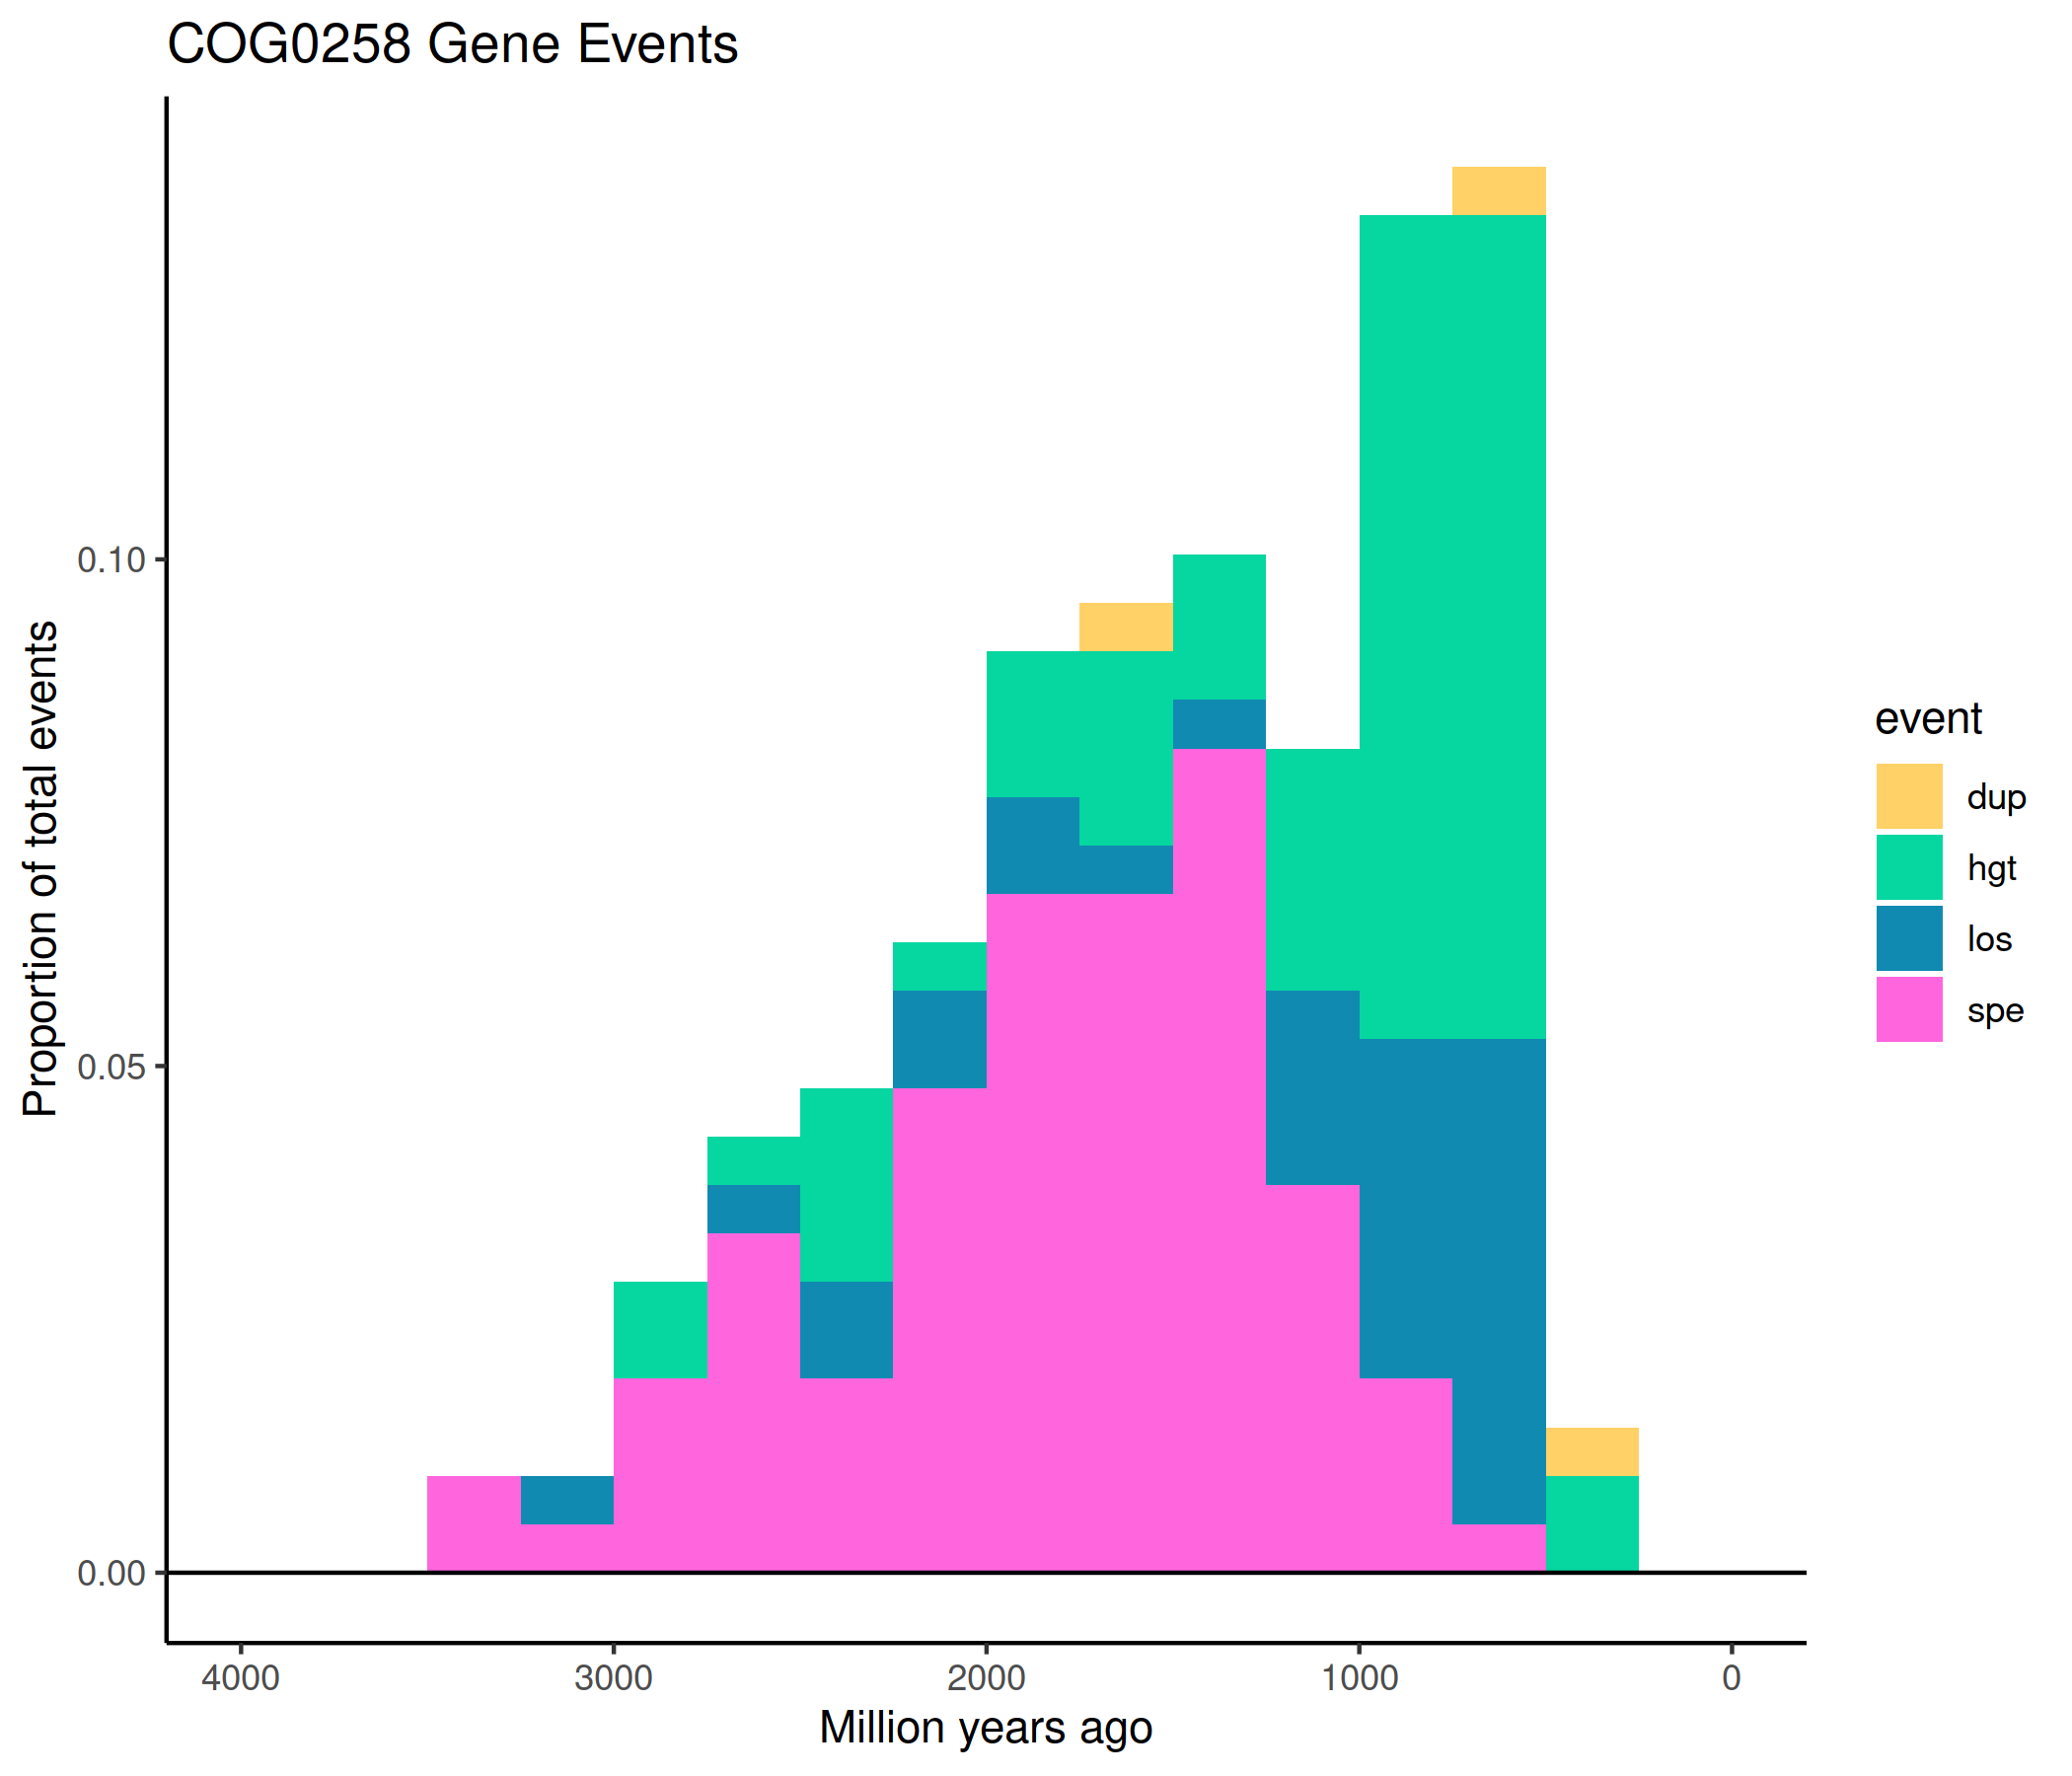 COG0258 Gene Events
Proportion of total events
0.10
0.05
0.00
4000 3000 2000 1000 0
Million years ago
event
dup
hgt
los
spe